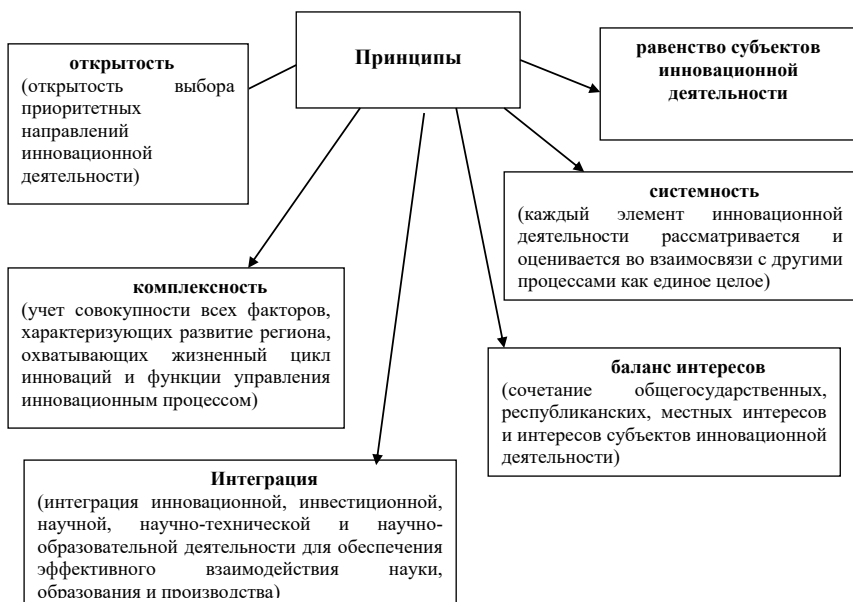 Принципы
открытость
(открытость выбора
приоритетных
направлений
инновационной
деятельности)
равенство субъектов
инновационной
деятельности
системность
(каждый элемент инновационной
деятельности рассматривается и
оценивается во взаимосвязи с другими
процессами как единое целое)
комплексность
(учет совокупности всех факторов,
характеризующих развитие региона,
охватывающих жизненный цикл
инноваций и функции управления
инновационным процессом)
баланс интересов
(сочетание общегосударственных,
республиканских, местных интересов
и интересов субъектов инновационной
деятельности)
Интеграция
(интеграция инновационной, инвестиционной,
научной, научно-технической и научно-
образовательной деятельности для обеспечения
эффективного взаимодействия науки,
образования и производства)